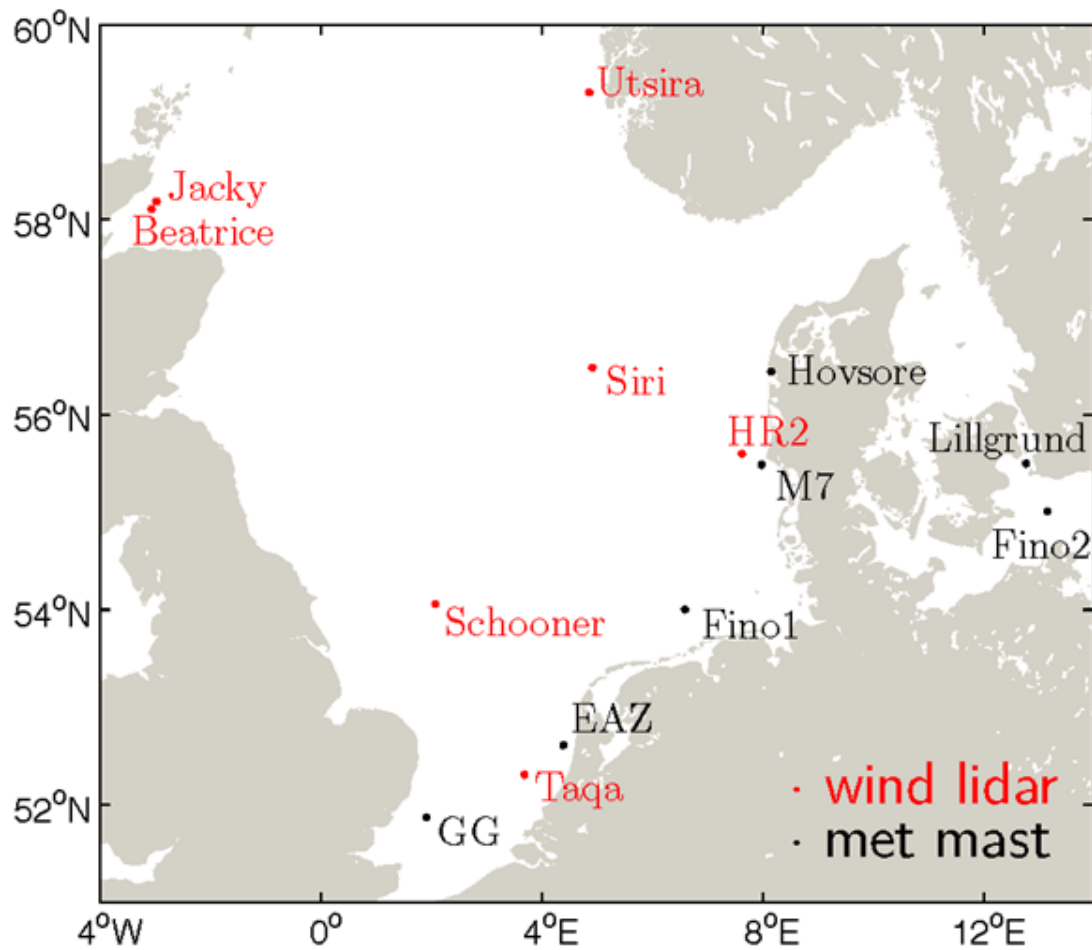 60°N
Utsira
Jacky
58°N
Beatrice
Siri
Hovsore
56°N
HR2
Lillgrund
M7
Fino2
54°N
Schooner
Fino1
EAZ
Taqa
wind lidar
52°N
GG
met mast
4°W
0°
4°E
8°E
12°E